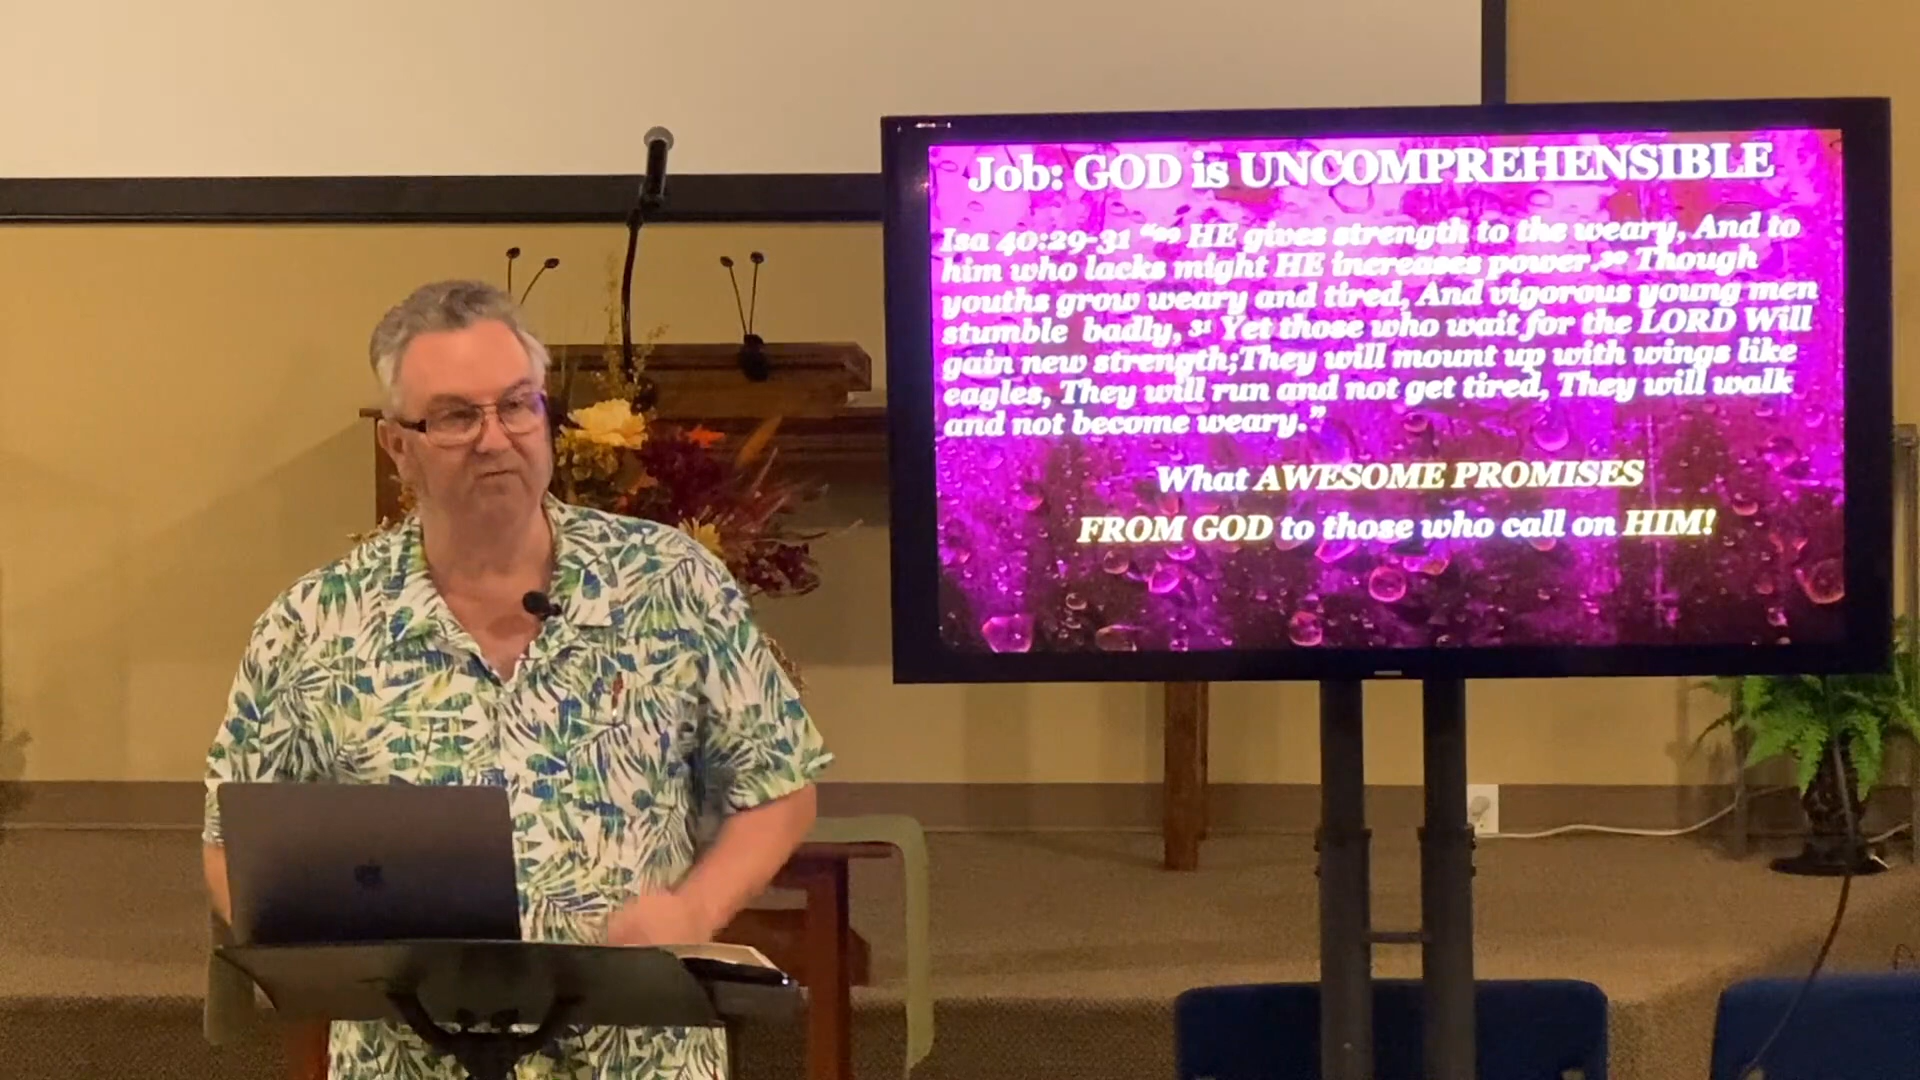 Job: GOD is UNCOMPREHENSIBLE
Isa 40:29-31 “²⁹ HE gives strength to the weary, And to
him who lacks might HE increases power.³⁰ Though
youths grow weary and tired, And vigorous young men
stumble badly, ³¹ Yet those who wait for the LORD Will
gain new strength;They will mount up with wings like
eagles, They will run and not get tired, They will walk
and not become weary.”
What AWESOME PROMISES
FROM GOD to those who call on HIM!